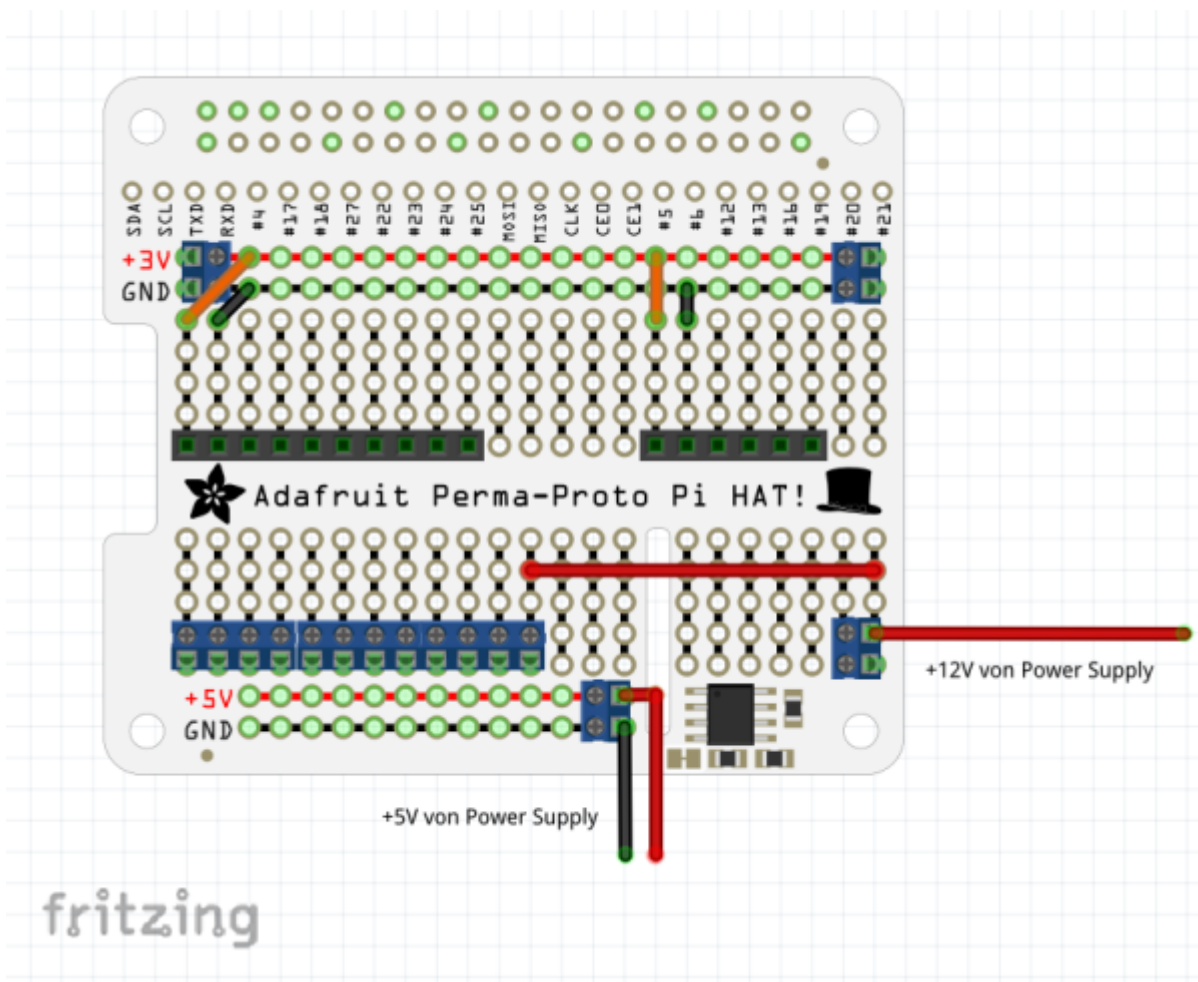 SDA SCL TXD RXD #4 #17 #18 #27 #22 #23 #24 #25 MOSI MISO CLK CE0 CE1 #5 #6 #12 #13 #16 #19 #20 #21
+3V
GND
Adafruit Perma-Proto Pi HAT!
+12V von Power Supply
+5V
GND
+5V von Power Supply
fritzing